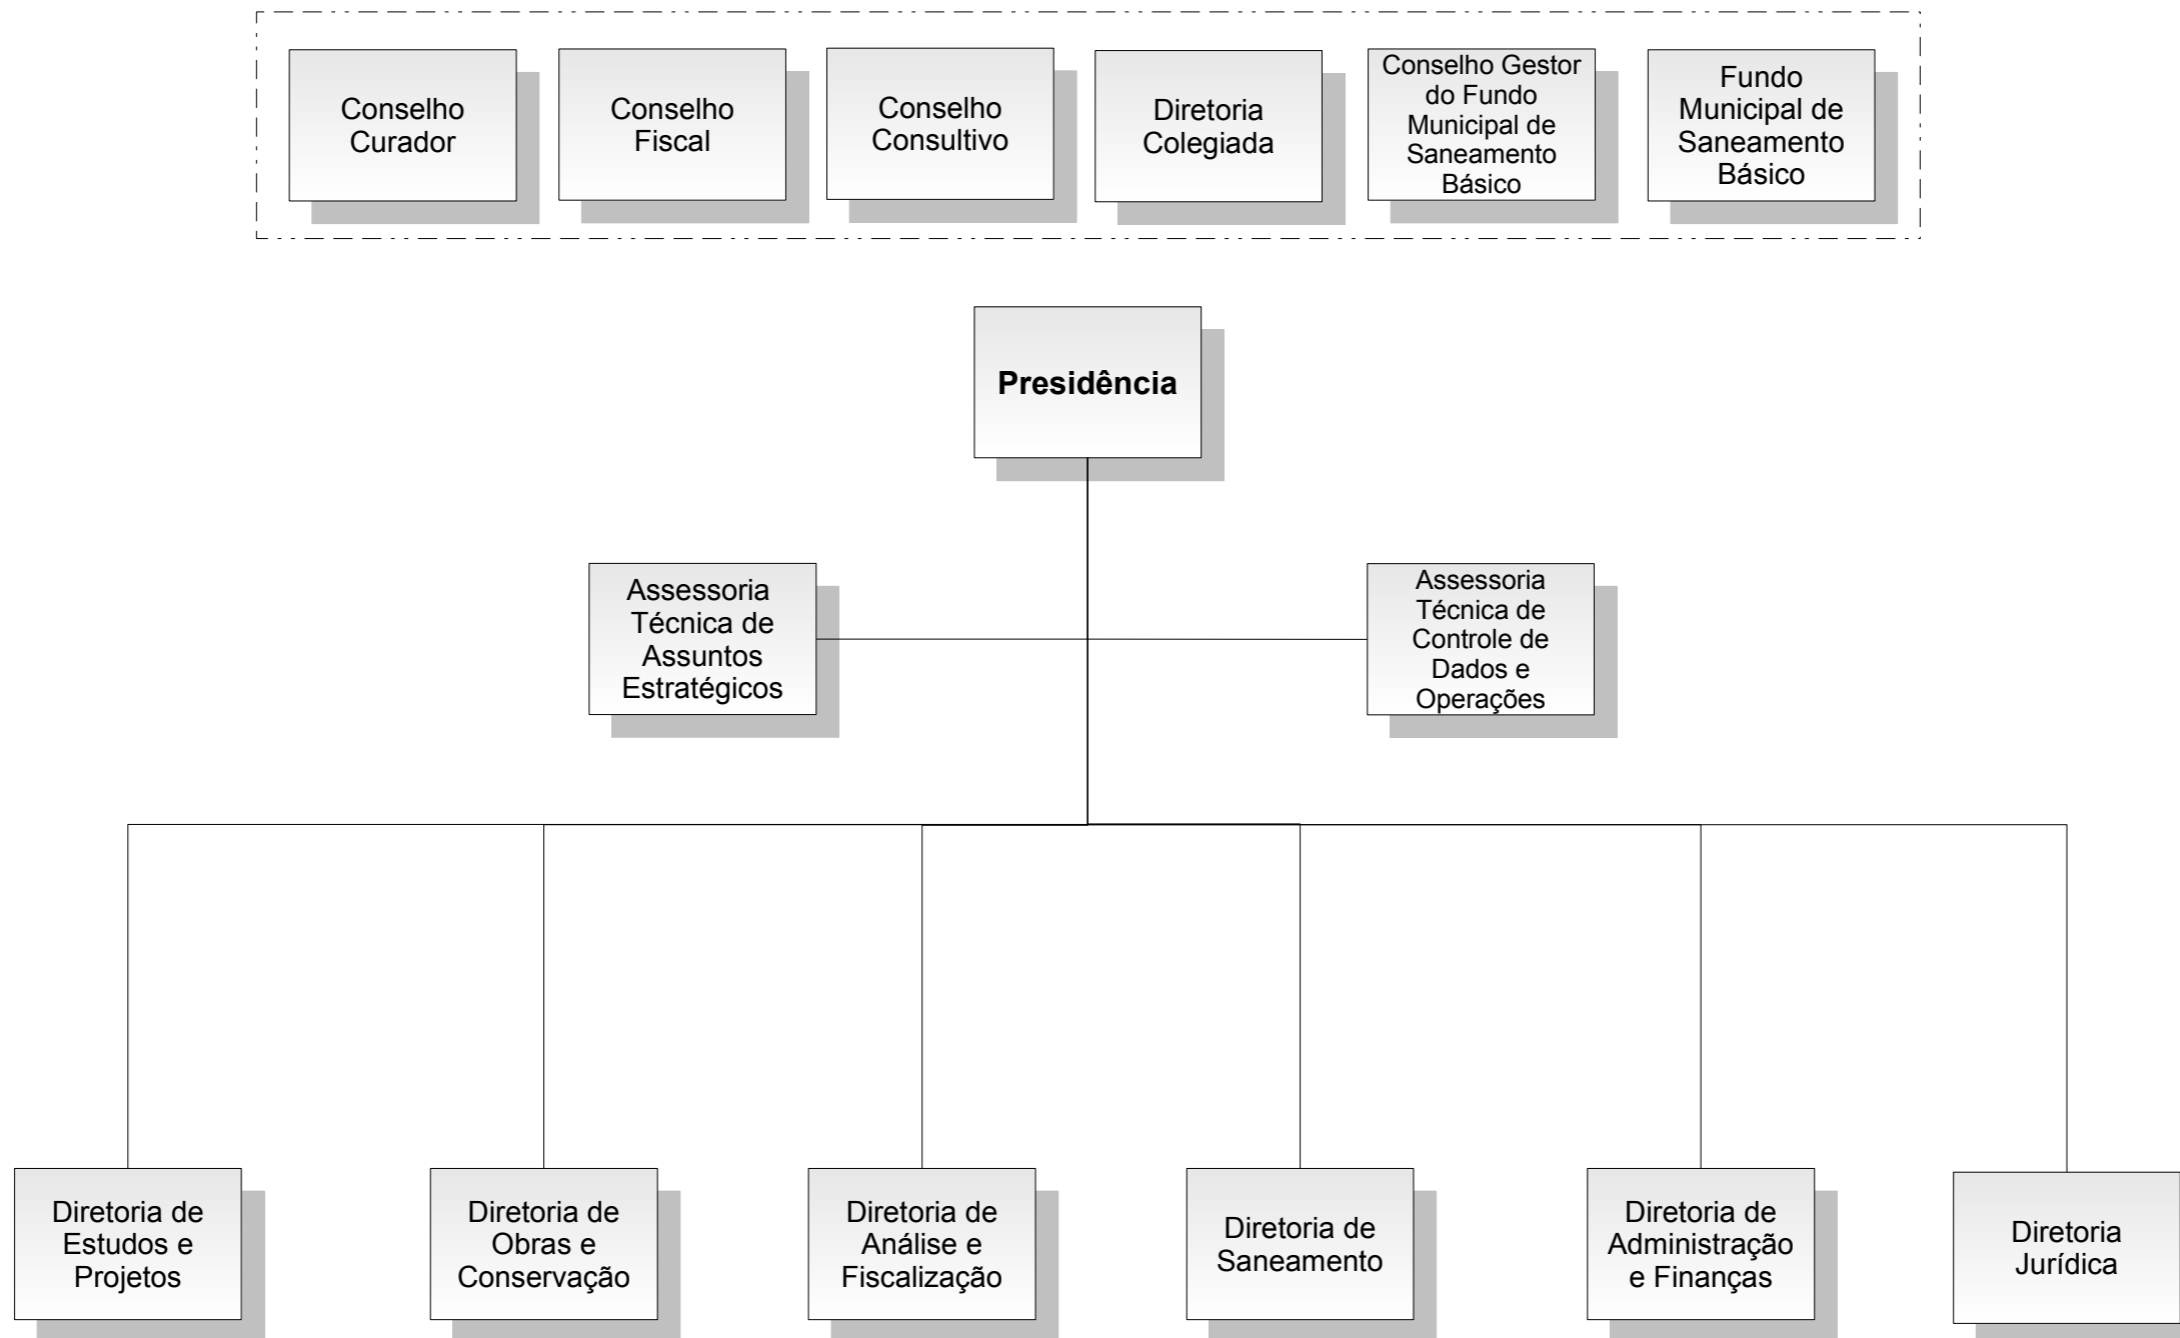 Conselho
Curador
Conselho
Fiscal
Conselho
Consultivo
Diretoria
Colegiada
Conselho Gestor
do Fundo
Municipal de
Saneamento
Básico
Fundo
Municipal de
Saneamento
Básico
Presidência
Assessoria
Técnica de
Assuntos
Estratégicos
Assessoria
Técnica de
Controle de
Dados e
Operações
Diretoria de
Estudos e
Projetos
Diretoria de
Obras e
Conservação
Diretoria de
Análise e
Fiscalização
Diretoria de
Saneamento
Diretoria de
Administração
e Finanças
Diretoria
Jurídica